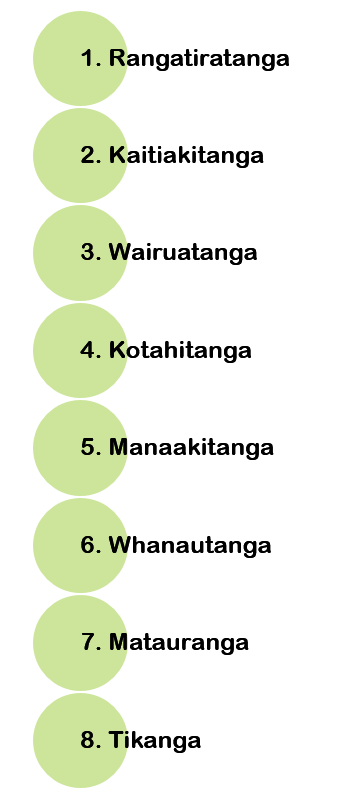 1. Rangatiratanga
2. Kaitiakitanga
3. Wairuatanga
4. Kotahitanga
5. Manaakitanga
6. Whanautanga
7. Matauranga
8. Tikanga